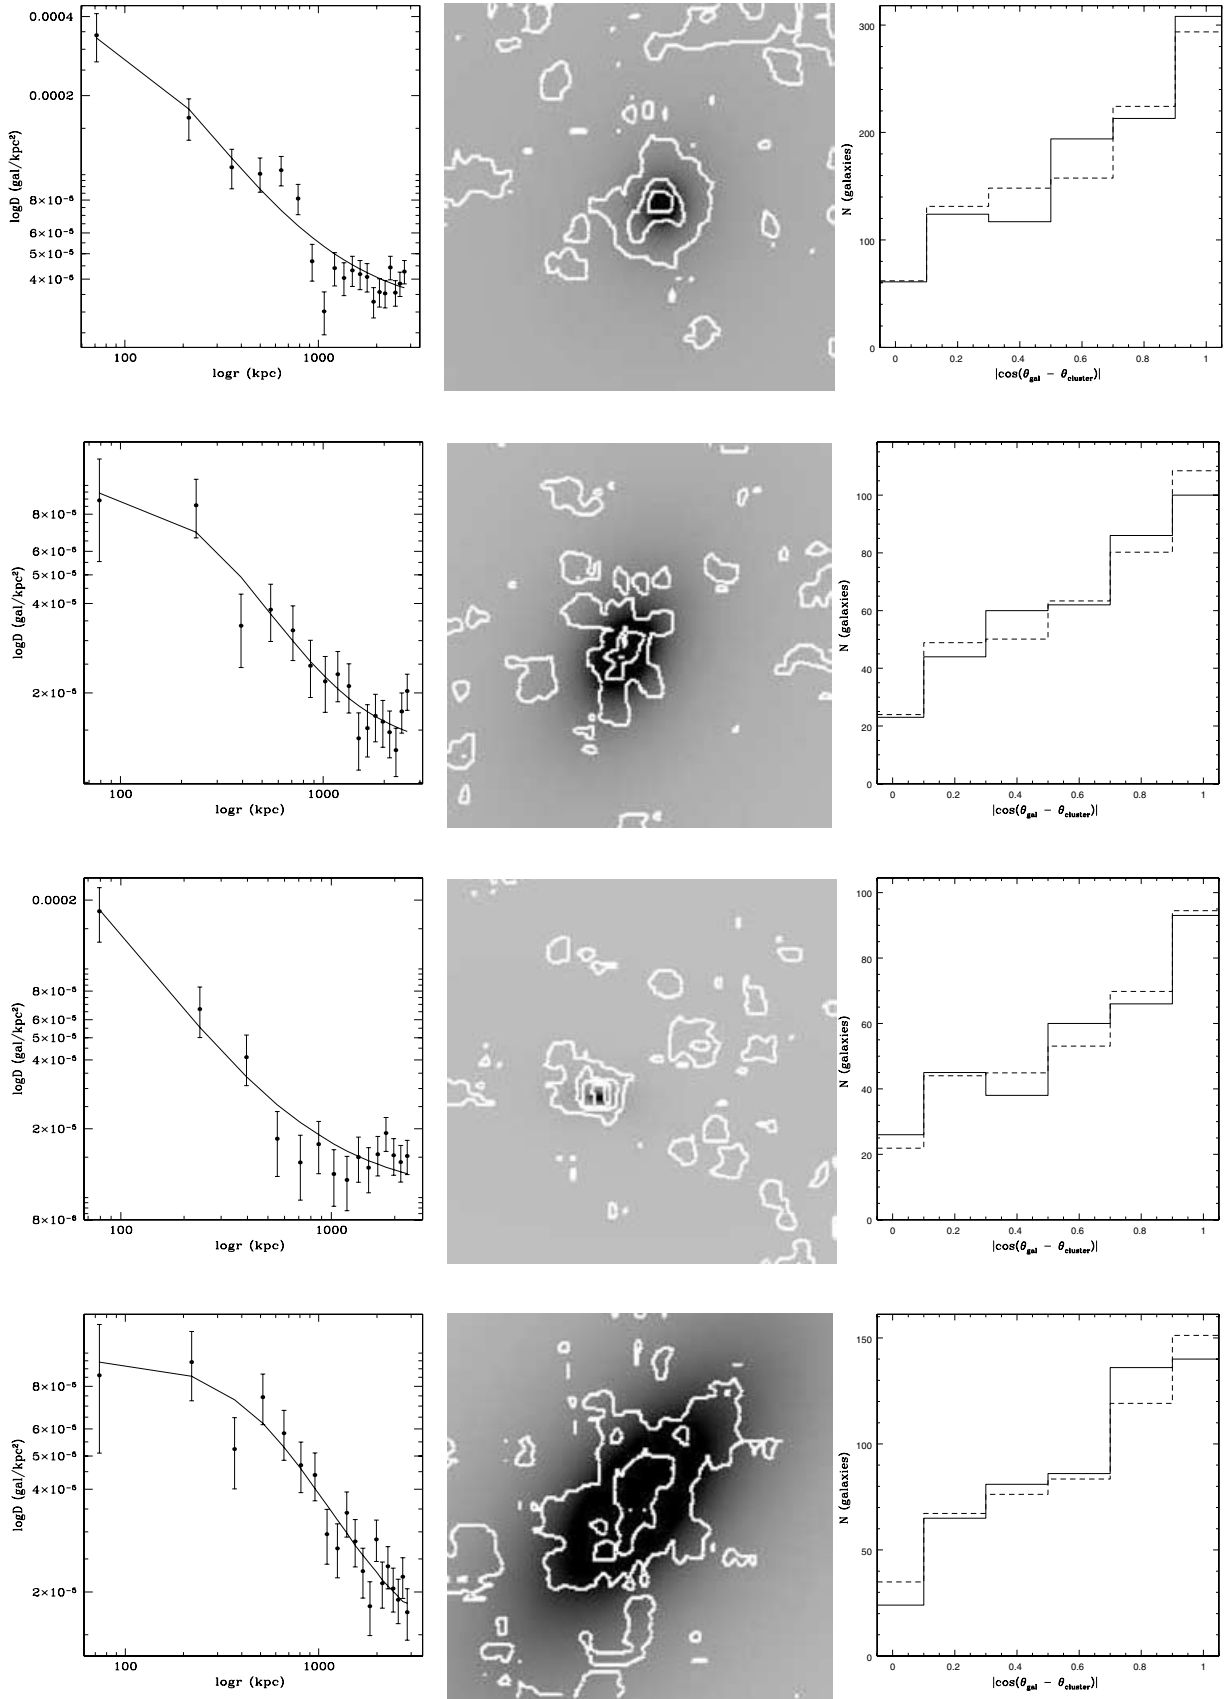 0.0004
0.0002
8×10⁻⁵
6×10⁻⁵
5×10⁻⁵
4×10⁻⁵
logD (gal/kpc²)
100 1000
logr (kpc)
300
200
100
0
N (galaxies)
0 0.2 0.4 0.6 0.8 1
|cos(θgal − θcluster)|
8×10⁻⁵
6×10⁻⁵
5×10⁻⁵
4×10⁻⁵
2×10⁻⁵
logD (gal/kpc²)
100 1000
logr (kpc)
100
80
60
40
20
0
N (galaxies)
0 0.2 0.4 0.6 0.8 1
|cos(θgal − θcluster)|
0.0002
8×10⁻⁵
6×10⁻⁵
5×10⁻⁵
4×10⁻⁵
2×10⁻⁵
8×10⁻⁶
logD (gal/kpc²)
100 1000
logr (kpc)
100
80
60
40
20
0
N (galaxies)
0 0.2 0.4 0.6 0.8 1
|cos(θgal − θcluster)|
8×10⁻⁵
6×10⁻⁵
5×10⁻⁵
4×10⁻⁵
2×10⁻⁵
logD (gal/kpc²)
100 1000
logr (kpc)
150
100
50
0
N (galaxies)
0 0.2 0.4 0.6 0.8 1
|cos(θgal − θcluster)|